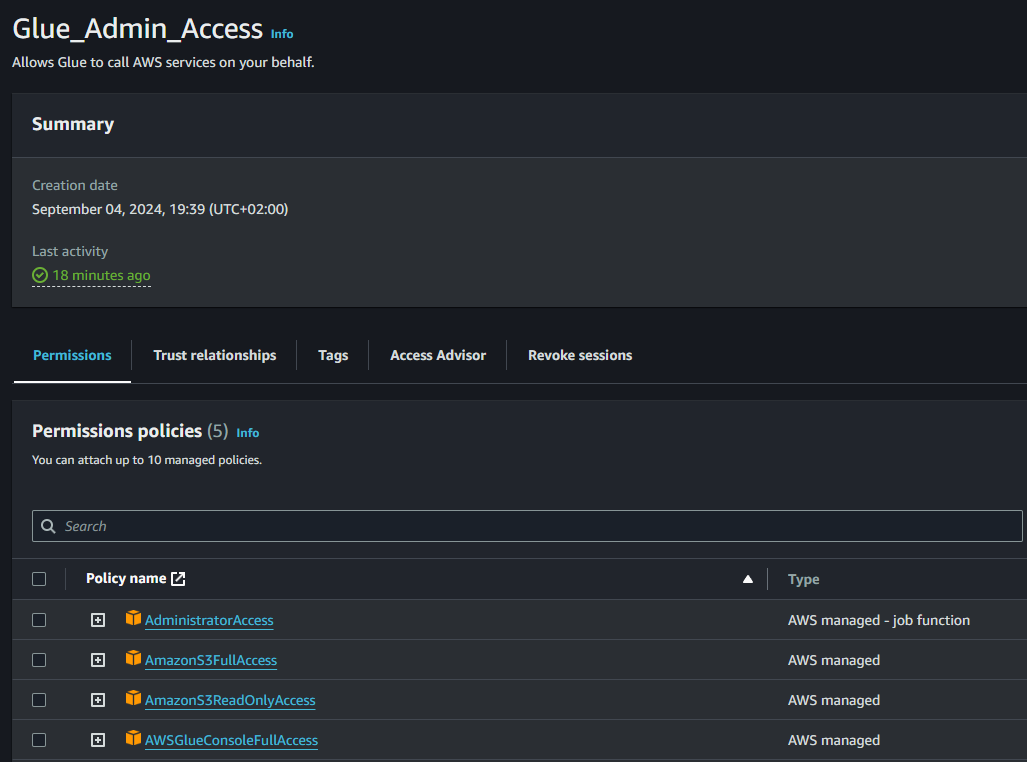 Glue_Admin_Access Info
Allows Glue to call AWS services on your behalf.
Summary
Creation date
September 04, 2024, 19:39 (UTC+02:00)
Last activity
18 minutes ago
Permissions Trust relationships Tags Access Advisor Revoke sessions
Permissions policies (5) Info
You can attach up to 10 managed policies.
Search
Policy name Type
AdministratorAccess AWS managed - job function
AmazonS3FullAccess AWS managed
AmazonS3ReadOnlyAccess AWS managed
AWSGlueConsoleFullAccess AWS managed